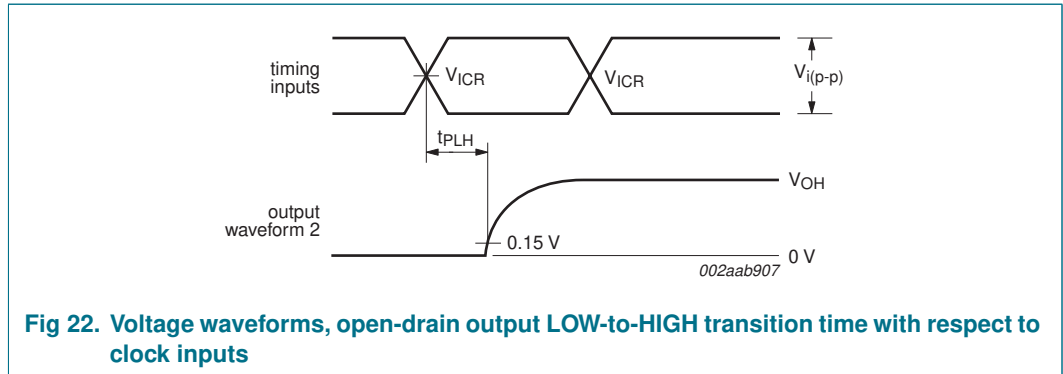 timing
inputs
VICR
VICR
Vi(p-p)
tPLH
output
waveform 2
0.15 V
VOH
0 V
002aab907
Fig 22. Voltage waveforms, open-drain output LOW-to-HIGH transition time with respect to
clock inputs